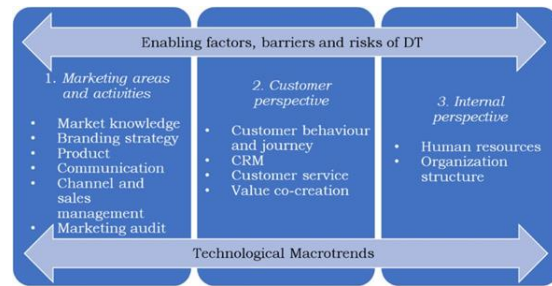 Enabling factors, barriers and risks of DT
1. Marketing areas
and activities
• Market knowledge
• Branding strategy
• Product
• Communication
• Channel and
sales
management
• Marketing audit
2. Customer
perspective
• Customer behaviour
and journey
• CRM
• Customer service
• Value co-creation
3. Internal
perspective
• Human resources
• Organization
structure
Technological Macrotrends